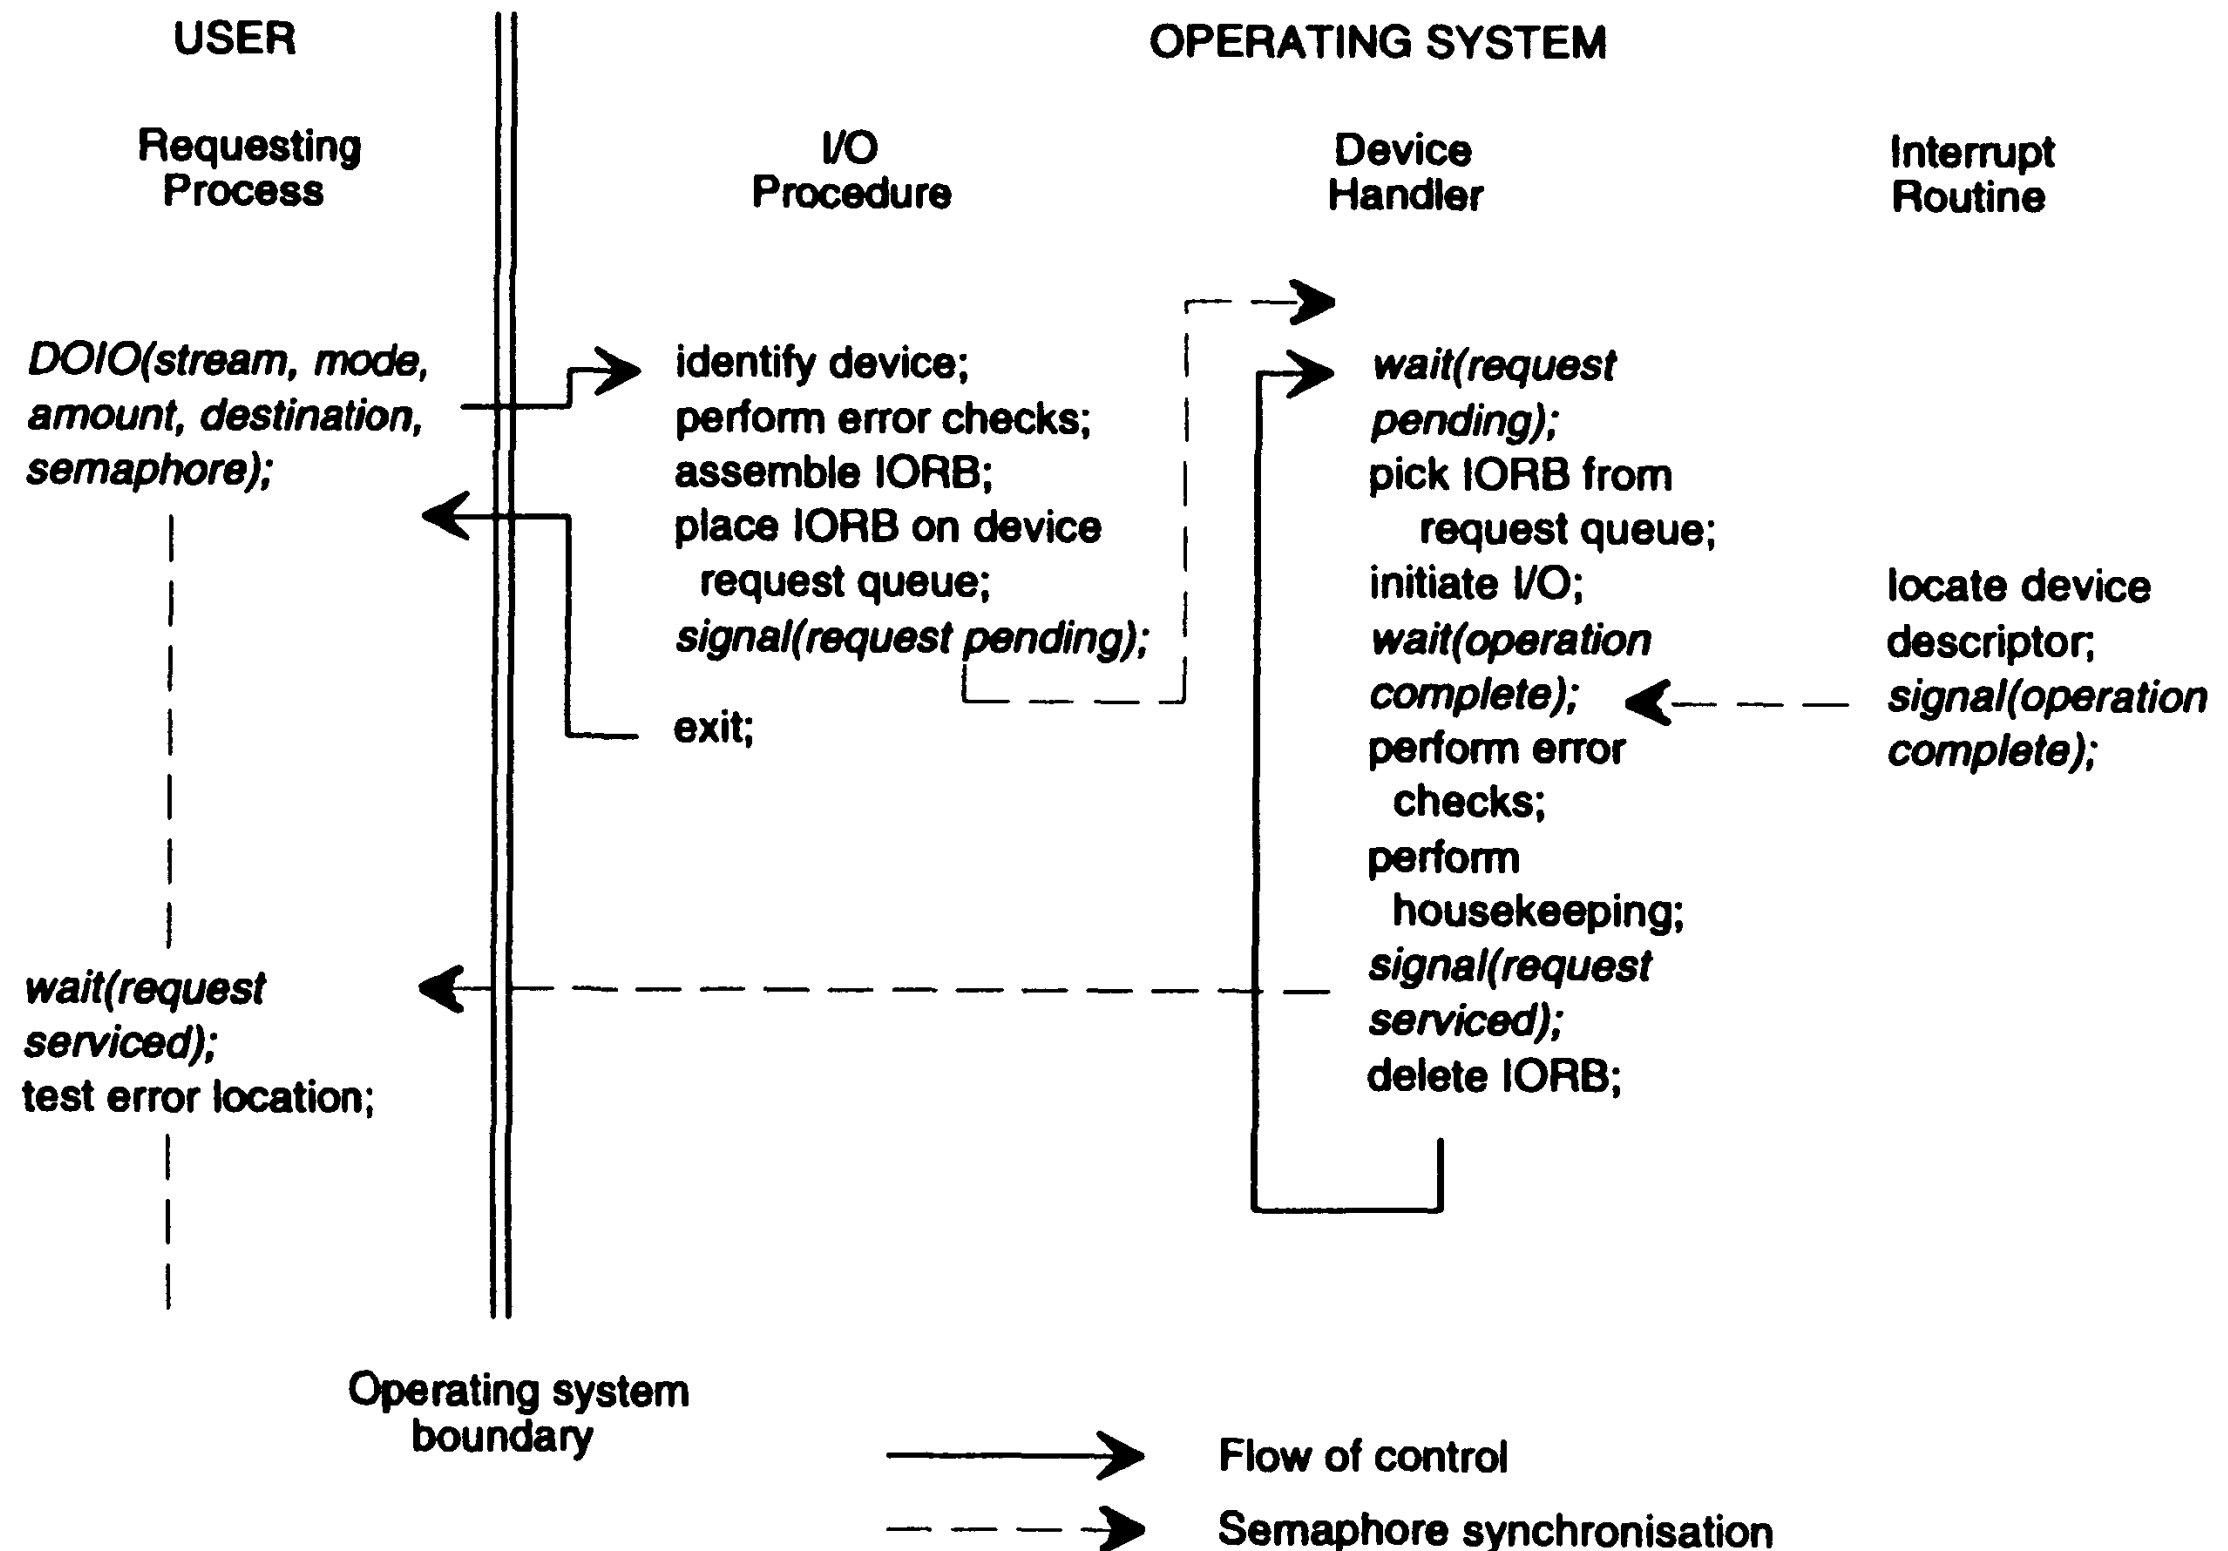 USER
OPERATING SYSTEM
Requesting
Process
I/O
Procedure
Device
Handler
Interrupt
Routine
DOIO(stream, mode,
amount, destination,
semaphore);
wait(request
serviced);
test error location;
identify device;
perform error checks;
assemble IORB;
place IORB on device
request queue;
signal(request pending);
exit;
wait(request
pending);
pick IORB from
request queue;
initiate I/O;
wait(operation
complete);
perform error
checks;
perform
housekeeping;
signal(request
serviced);
delete IORB;
locate device
descriptor;
signal(operation
complete);
Operating system
boundary
Flow of control
Semaphore synchronisation